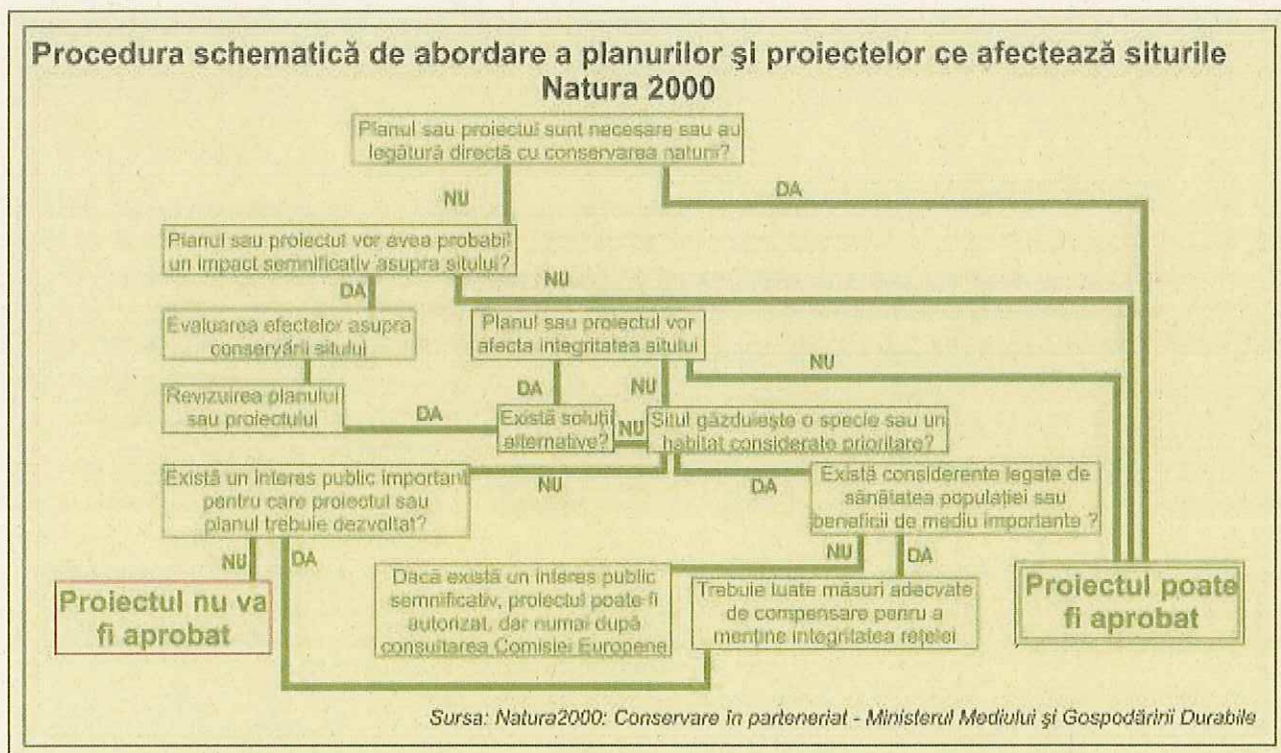 Procedura schematică de abordare a planurilor şi proiectelor ce afectează siturile
Natura 2000
Planul sau proiectul sunt necesare sau au
legătură directă cu conservarea naturii?
NU
DA
Planul sau proiectul vor avea probabil
un impact semnificativ asupra sitului?
DA
NU
Evaluarea efectelor asupra
conservării sitului
Planul sau proiectul vor
afecta integritatea sitului
NU
Revizuirea planului
sau proiectului
DA
DA
NU
Există soluţi
alternative?
NU
Situl găzduieşte o specie sau un
habitat considerate prioritare?
Există un interes public important
pentru care proiectul sau
planul trebuie dezvoltat?
NU
DA
Există considerente legate de
sănătatea populaţiei sau
beneficii de mediu importante ?
NU
DA
NU
DA
Proiectul nu va
fi aprobat
Dacă există un interes public
semnificativ, proiectul poate fi
autorizat, dar numai după
consultarea Comisiei Europene
Trebuie luate măsuri adecvate
de compensare penru a
menţine integritatea reţelei
Proiectul poate
fi aprobat
Sursa: Natura2000: Conservare în parteneriat - Ministerul Mediului şi Gospodăririi Durabile